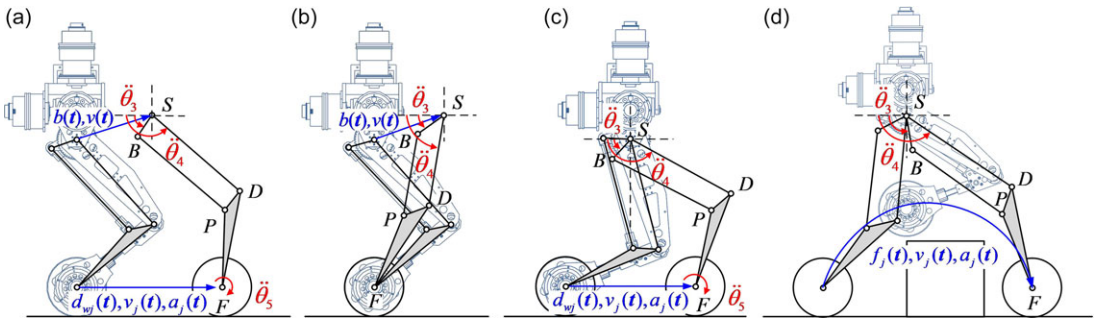 (a)
θ̈₃
S
b(t),v(t)
B
θ̈₄
D
P
d_wj(t),v_j(t),a_j(t)
F
θ̈₅
(b)
θ̈₃
S
b(t),v(t)
B
θ̈₄
D
P
F
(c)
θ̈₃
S
B
θ̈₄
D
P
d_wj(t),v_j(t),a_j(t)
F
θ̈₅
(d)
θ̈₃
S
θ̈₄
B
D
P
f_j(t),v_j(t),a_j(t)
F